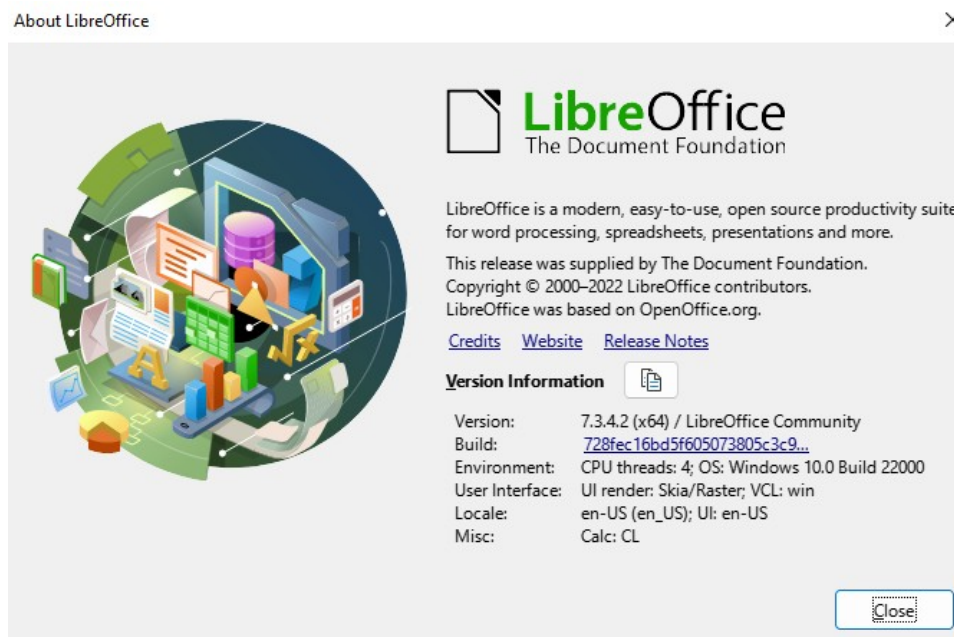 About LibreOffice
LibreOffice
The Document Foundation
LibreOffice is a modern, easy-to-use, open source productivity suite
for word processing, spreadsheets, presentations and more.
This release was supplied by The Document Foundation.
Copyright © 2000–2022 LibreOffice contributors.
LibreOffice was based on OpenOffice.org.
Credits Website Release Notes
Version Information
Version: 7.3.4.2 (x64) / LibreOffice Community
Build: 728fec16bd5f605073805c3c9...
Environment: CPU threads: 4; OS: Windows 10.0 Build 22000
User Interface: UI render: Skia/Raster; VCL: win
Locale: en-US (en_US); UI: en-US
Misc: Calc: CL
Close